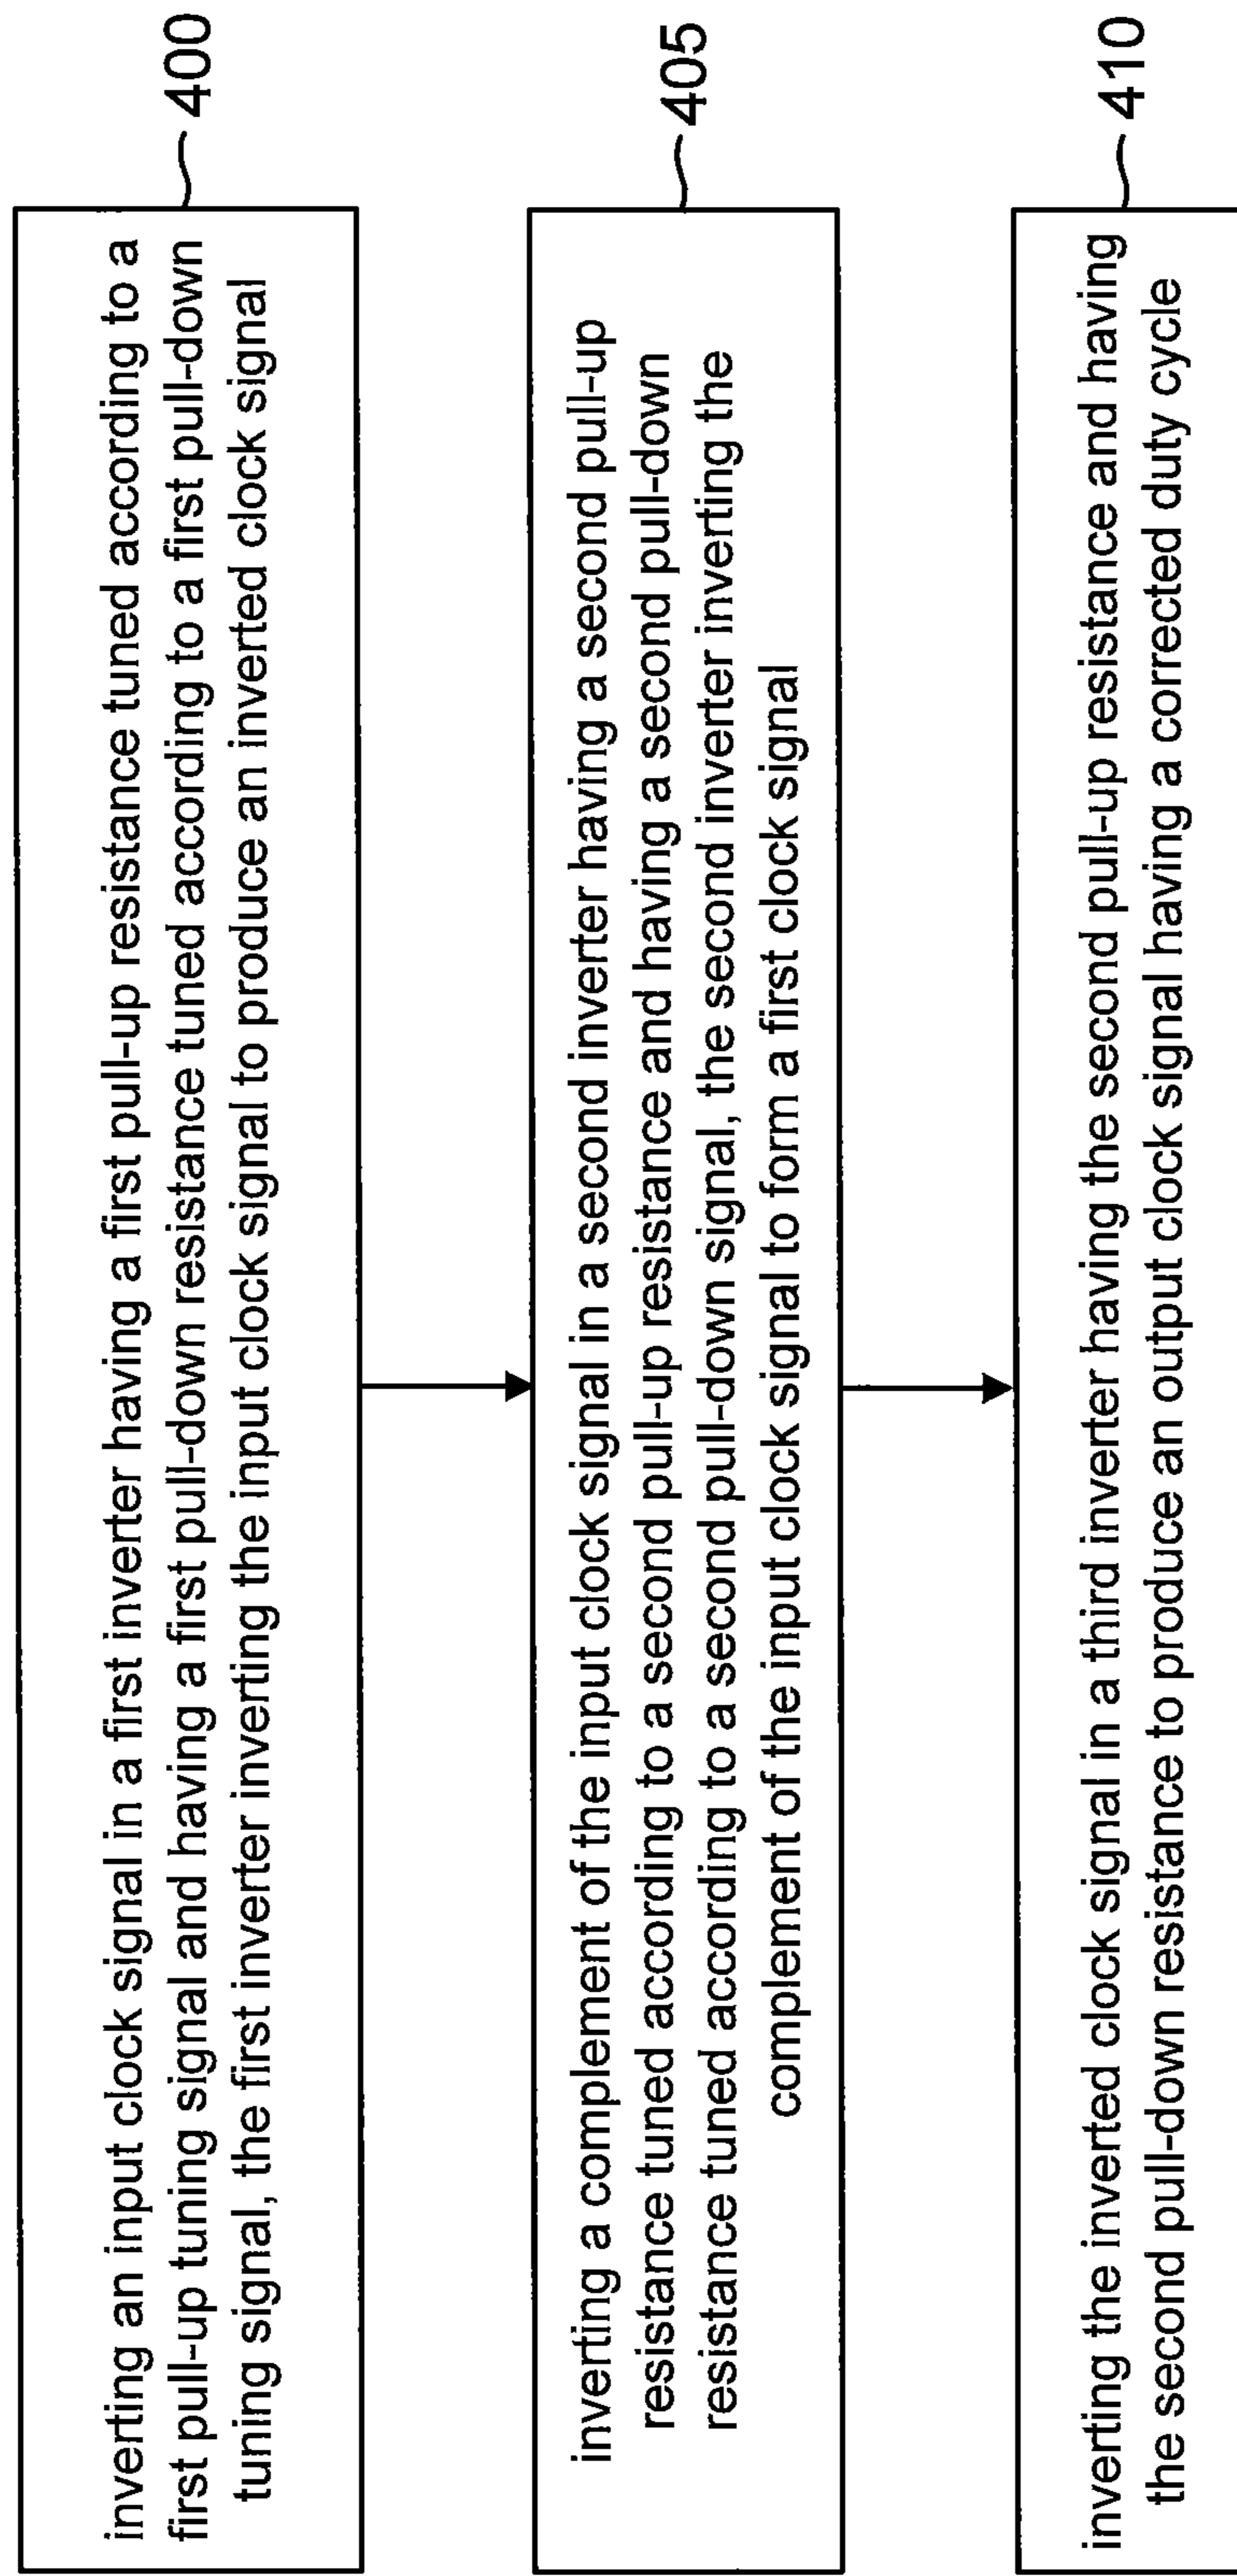 inverting an input clock signal in a first inverter having a first pull-up resistance tuned according to a
first pull-up tuning signal and having a first pull-down resistance tuned according to a first pull-down
tuning signal, the first inverter inverting the input clock signal to produce an inverted clock signal
400
inverting a complement of the input clock signal in a second inverter having a second pull-up
resistance tuned according to a second pull-up resistance and having a second pull-down
resistance tuned according to a second pull-down signal, the second inverter inverting the
complement of the input clock signal to form a first clock signal
405
inverting the inverted clock signal in a third inverter having the second pull-up resistance and having
the second pull-down resistance to produce an output clock signal having a corrected duty cycle
410